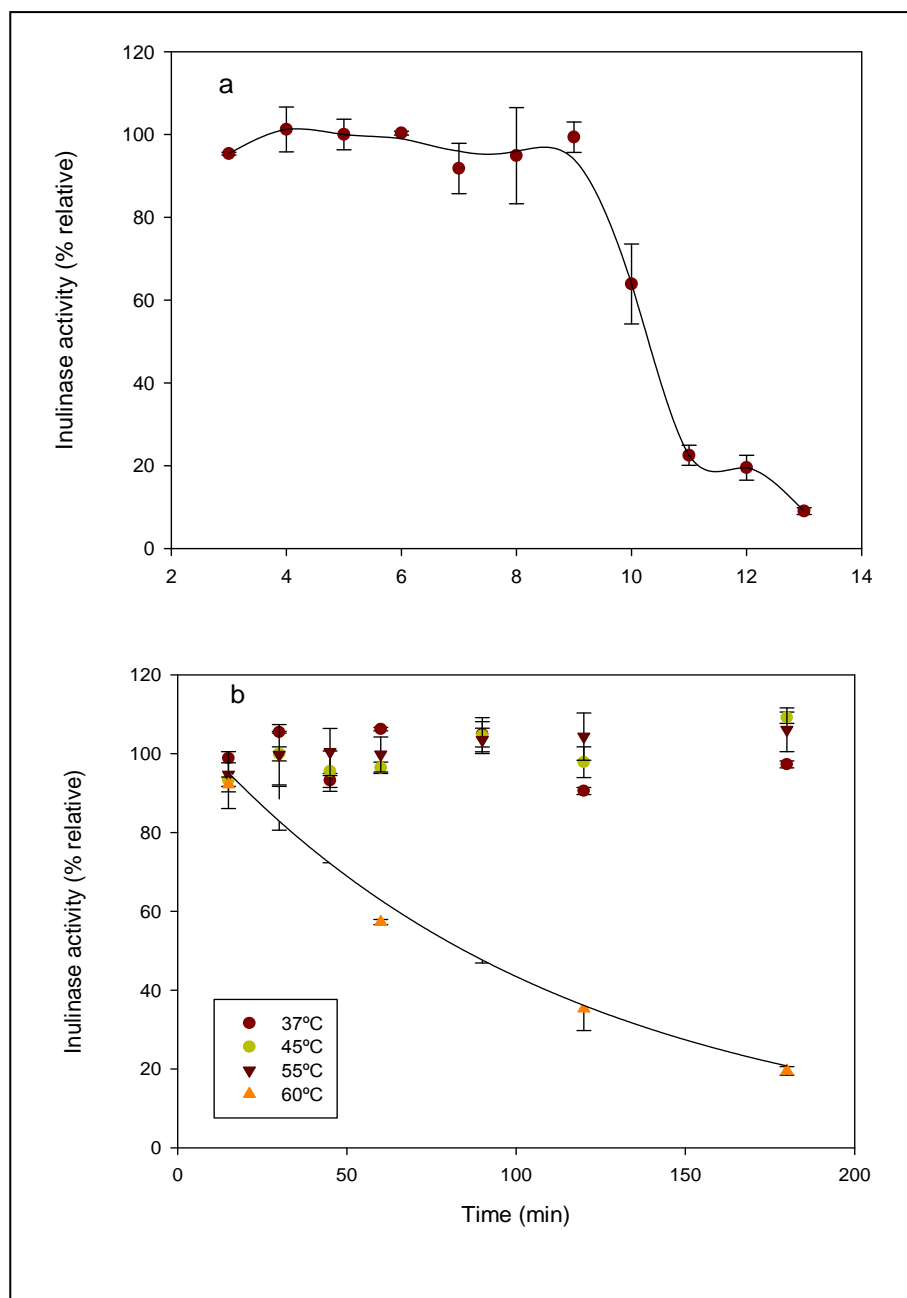 a
Inulinase activity (% relative)
120
100
80
60
40
20
0
2 4 6 8 10 12 14
b
Inulinase activity (% relative)
120
100
80
60
40
20
0
37ºC
45ºC
55ºC
60ºC
0 50 100 150 200
Time (min)